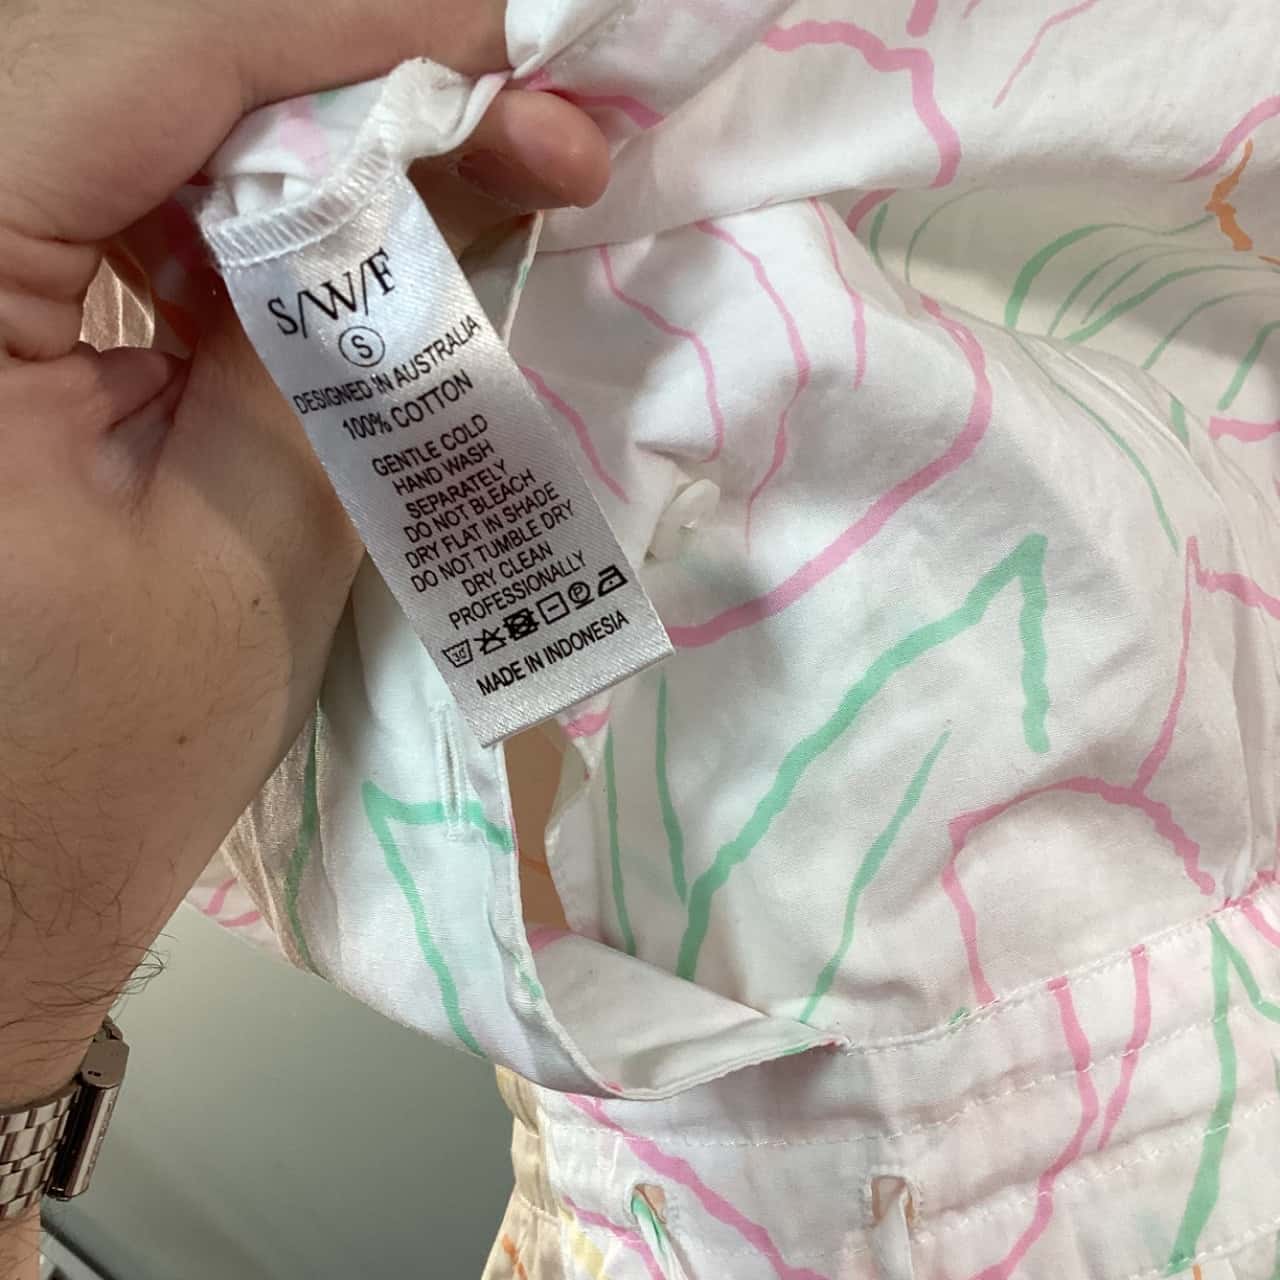 S/W/F
S
DESIGNED IN AUSTRALIA
100% COTTON
GENTLE COLD
HAND WASH
SEPARATELY
DO NOT BLEACH
DRY FLAT IN SHADE
DO NOT TUMBLE DRY
DRY CLEAN
PROFESSIONALLY
30 P
MADE IN INDONESIA